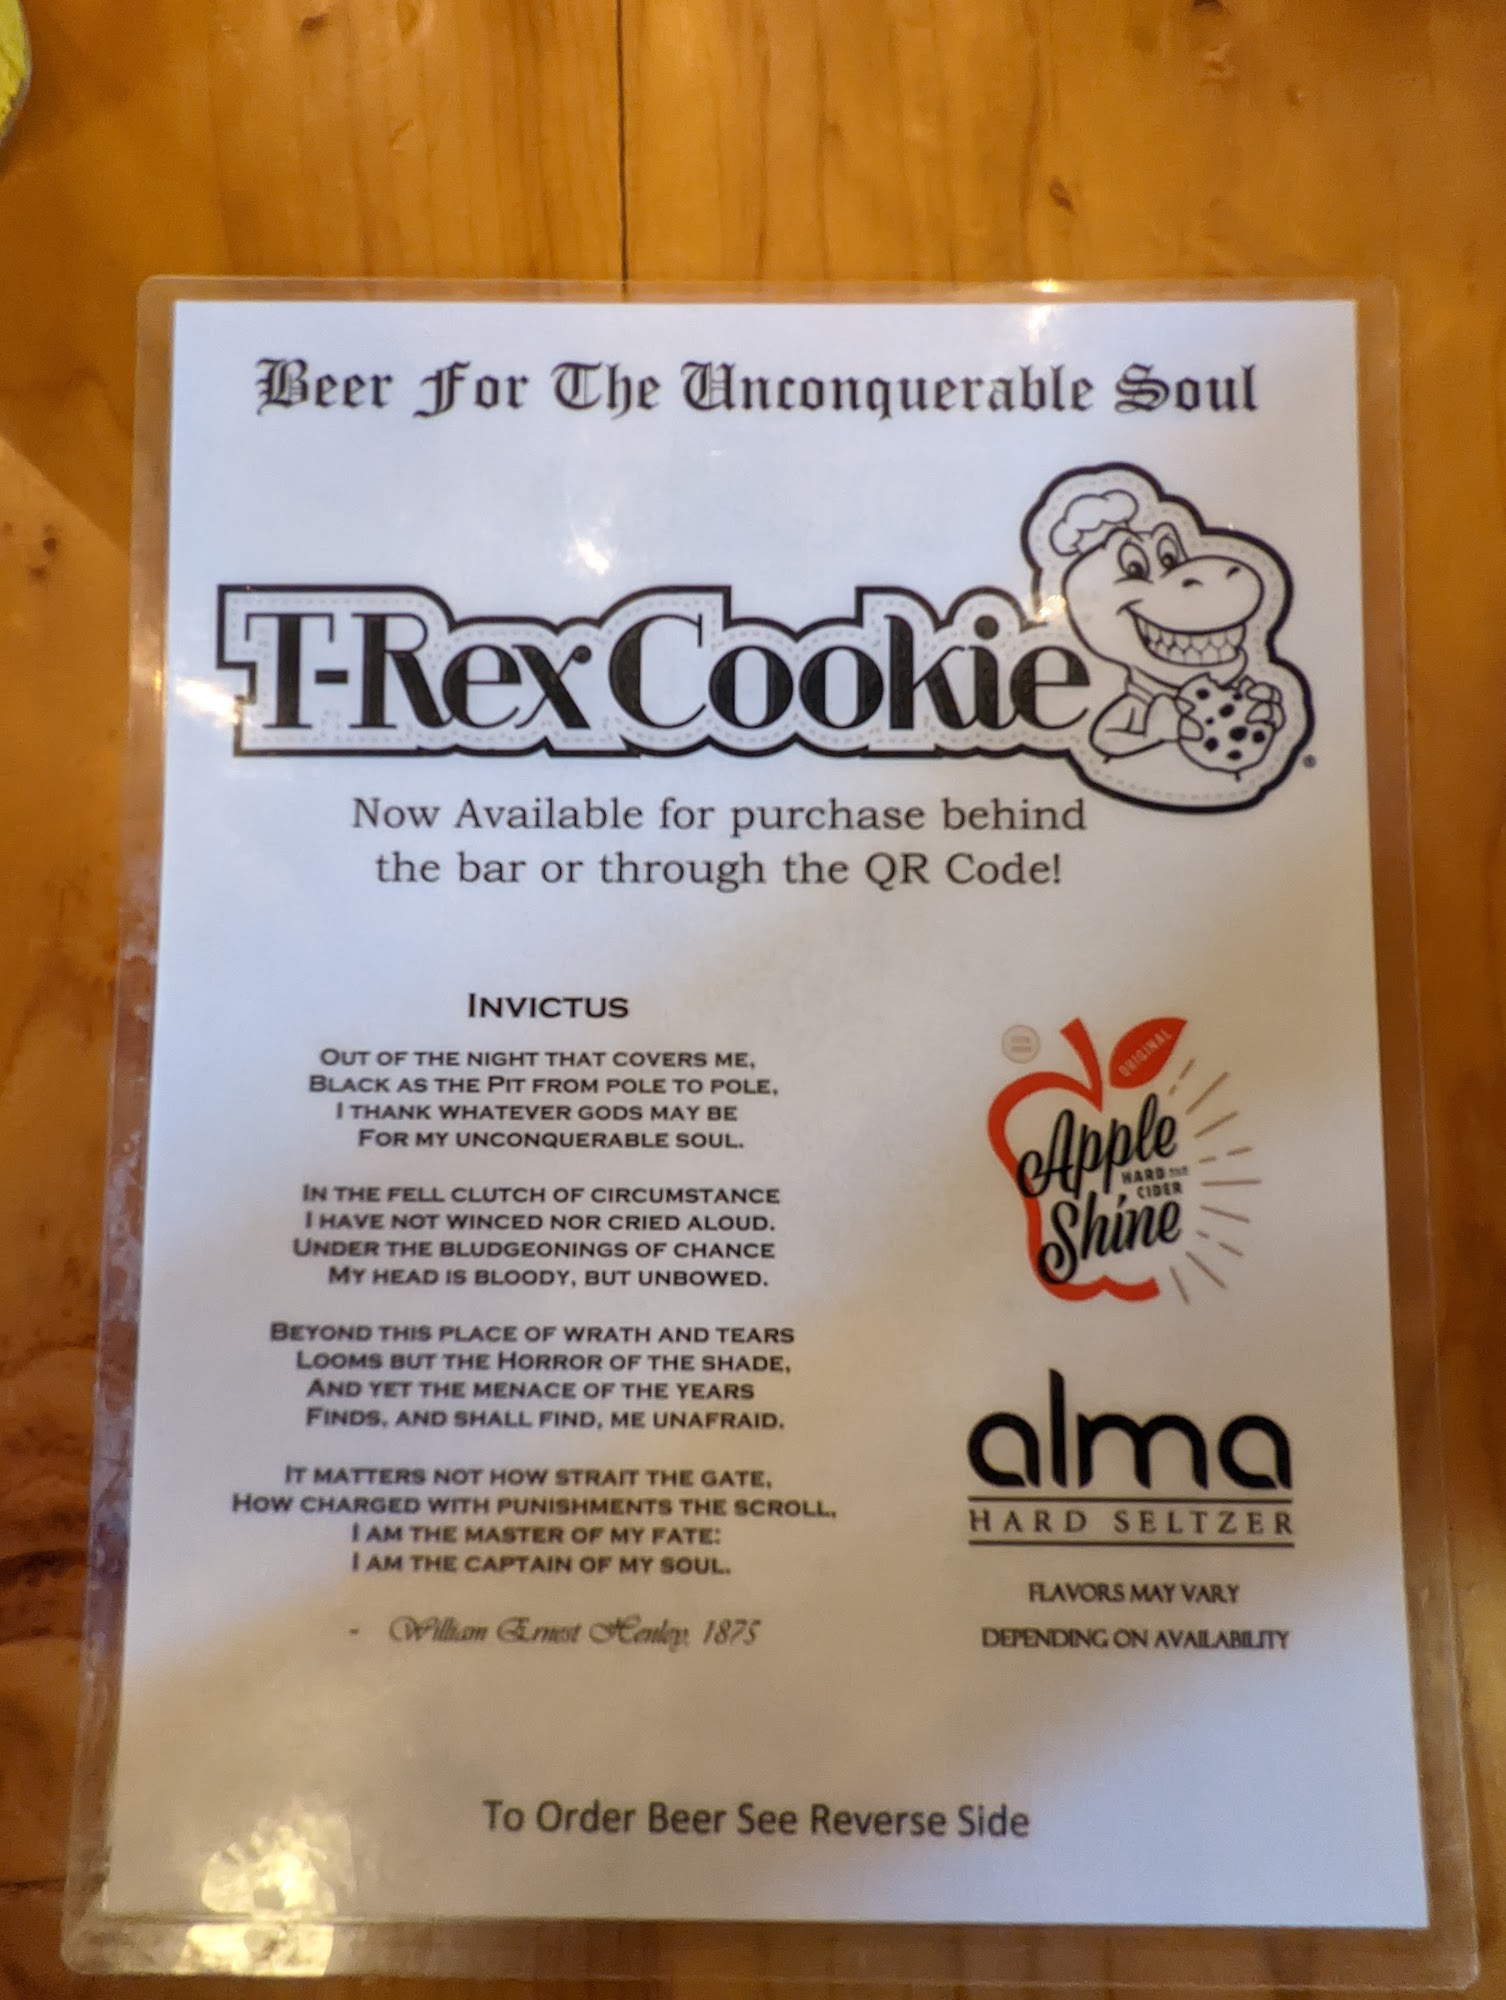 Beer For The Unconquerable Soul
T-Rex Cookie
®
Now Available for purchase behind
the bar or through the QR Code!
INVICTUS
OUT OF THE NIGHT THAT COVERS ME,
BLACK AS THE PIT FROM POLE TO POLE,
I THANK WHATEVER GODS MAY BE
FOR MY UNCONQUERABLE SOUL.
IN THE FELL CLUTCH OF CIRCUMSTANCE
I HAVE NOT WINCED NOR CRIED ALOUD.
UNDER THE BLUDGEONINGS OF CHANCE
MY HEAD IS BLOODY, BUT UNBOWED.
BEYOND THIS PLACE OF WRATH AND TEARS
LOOMS BUT THE HORROR OF THE SHADE,
AND YET THE MENACE OF THE YEARS
FINDS, AND SHALL FIND, ME UNAFRAID.
IT MATTERS NOT HOW STRAIT THE GATE,
HOW CHARGED WITH PUNISHMENTS THE SCROLL,
I AM THE MASTER OF MY FATE:
I AM THE CAPTAIN OF MY SOUL.
- William Ernest Henley, 1875
ORIGINAL
Apple
HARD
CIDER
Shine
alma
HARD SELTZER
FLAVORS MAY VARY
DEPENDING ON AVAILABILITY
To Order Beer See Reverse Side